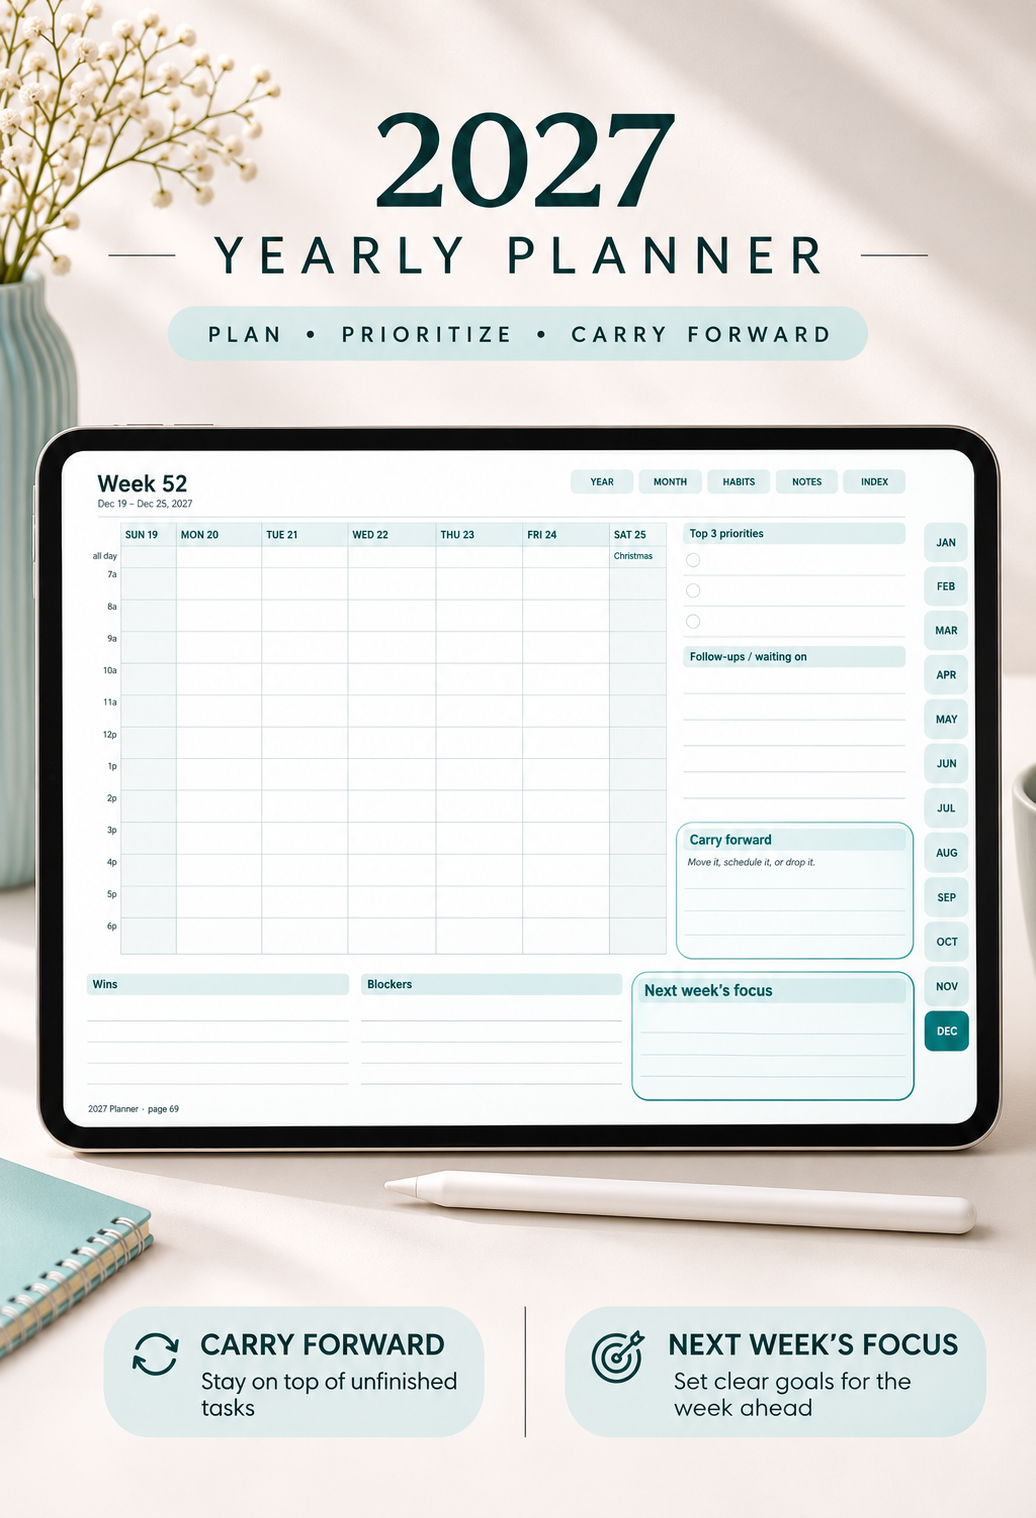 2027
YEARLY PLANNER
PLAN • PRIORITIZE • CARRY FORWARD
Week 52
Dec 19 – Dec 25, 2027
YEAR
MONTH
HABITS
NOTES
INDEX
SUN 19
MON 20
TUE 21
WED 22
THU 23
FRI 24
SAT 25
all day
Christmas
7a
8a
9a
10a
11a
12p
1p
2p
3p
4p
5p
6p
Top 3 priorities
Follow-ups / waiting on
Carry forward
Move it, schedule it, or drop it.
Wins
Blockers
Next week's focus
2027 Planner · page 69
JAN
FEB
MAR
APR
MAY
JUN
JUL
AUG
SEP
OCT
NOV
DEC
CARRY FORWARD
Stay on top of unfinished
tasks
NEXT WEEK'S FOCUS
Set clear goals for the
week ahead